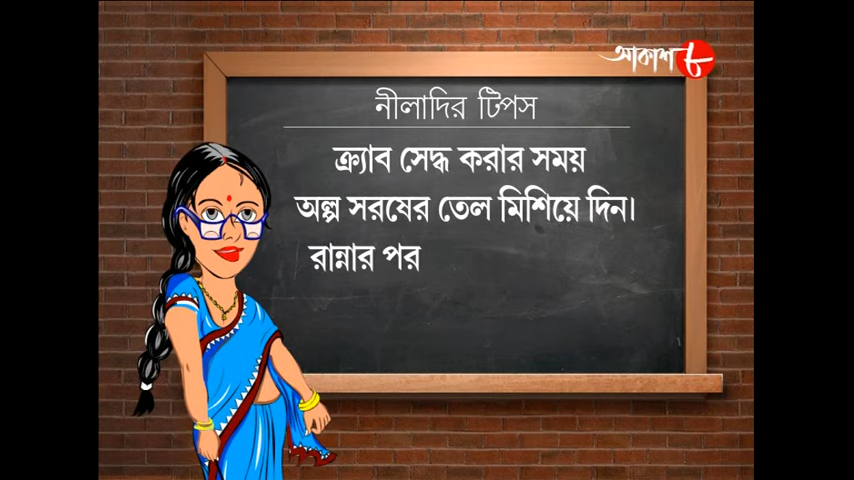 আকাশ ৮
নীলাদির টিপস
ক্র্যাব সেদ্ধ করার সময়
অল্প সরষের তেল মিশিয়ে দিন।
রান্নার পর